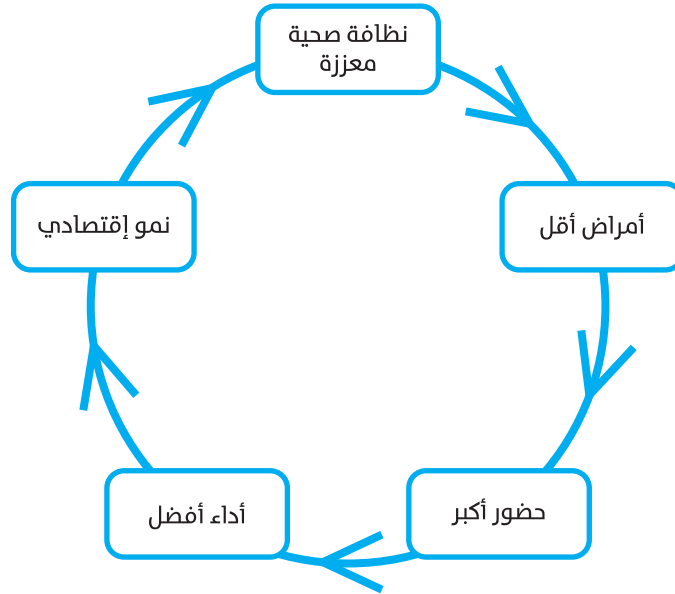 نظافة صحية
معززة
أمراض أقل
حضور أكبر
أداء أفضل
نمو إقتصادي